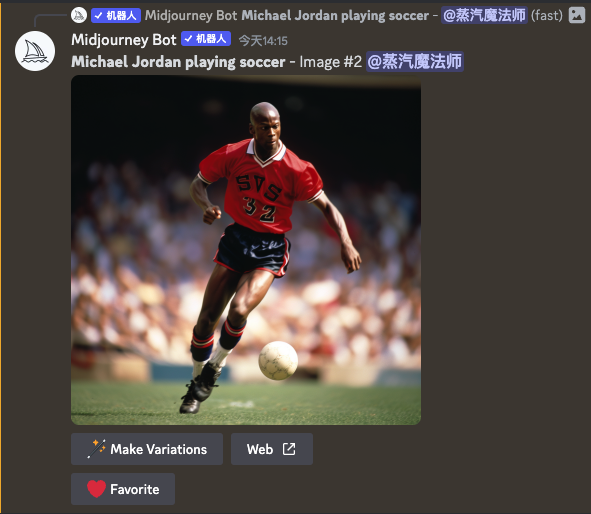 机器人 Midjourney Bot Michael Jordan playing soccer - @蒸汽魔法师 (fast)
Midjourney Bot 机器人 今天14:15
Michael Jordan playing soccer - Image #2 @蒸汽魔法师
SVS
32
Make Variations
Web
Favorite